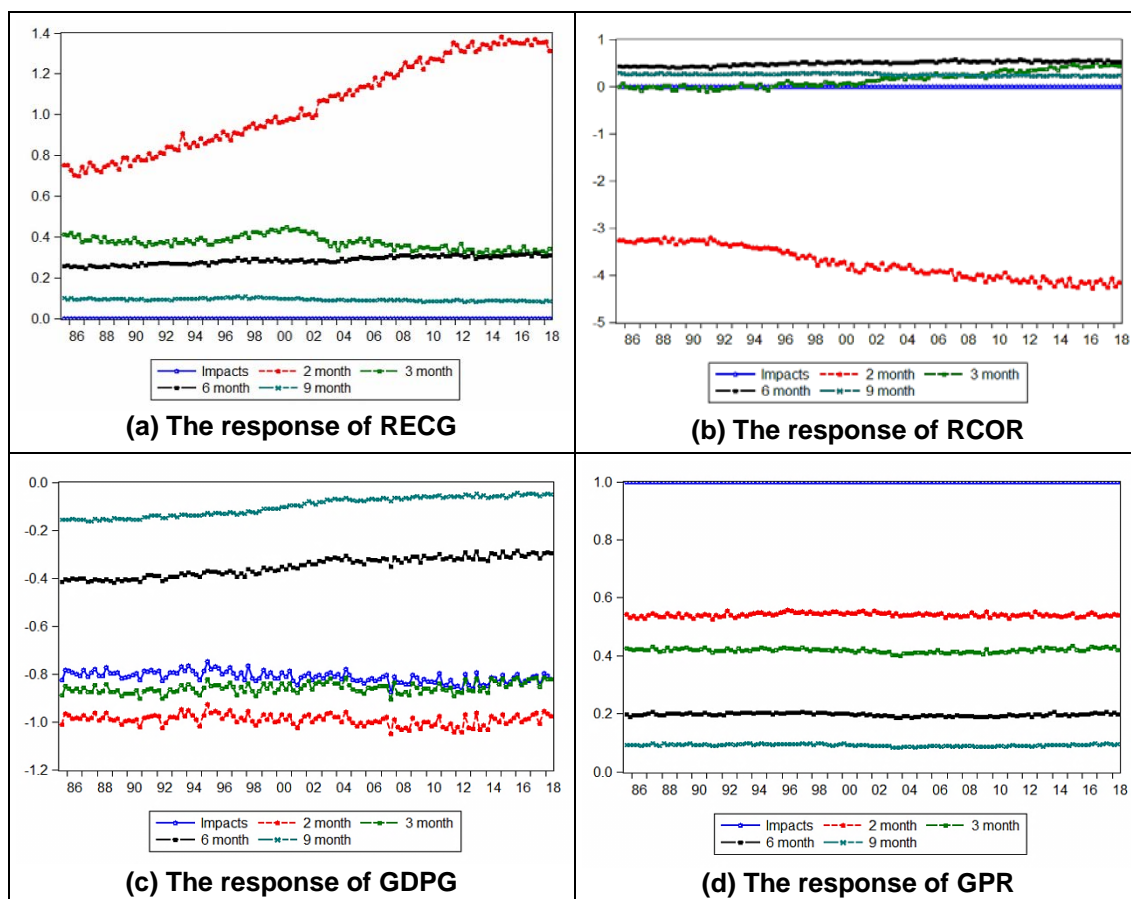 1.4
1.2
1.0
0.8
0.6
0.4
0.2
0.0
86 88 90 92 94 96 98 00 02 04 06 08 10 12 14 16 18
Impacts 2 month 3 month
6 month 9 month
(a) The response of RECG
1
0
-1
-2
-3
-4
-5
86 88 90 92 94 96 98 00 02 04 06 08 10 12 14 16 18
Impacts 2 month 3 month
6 month 9 month
(b) The response of RCOR
0.0
-0.2
-0.4
-0.6
-0.8
-1.0
-1.2
86 88 90 92 94 96 98 00 02 04 06 08 10 12 14 16 18
Impacts 2 month 3 month
6 month 9 month
(c) The response of GDPG
1.0
0.8
0.6
0.4
0.2
0.0
86 88 90 92 94 96 98 00 02 04 06 08 10 12 14 16 18
Impacts 2 month 3 month
6 month 9 month
(d) The response of GPR